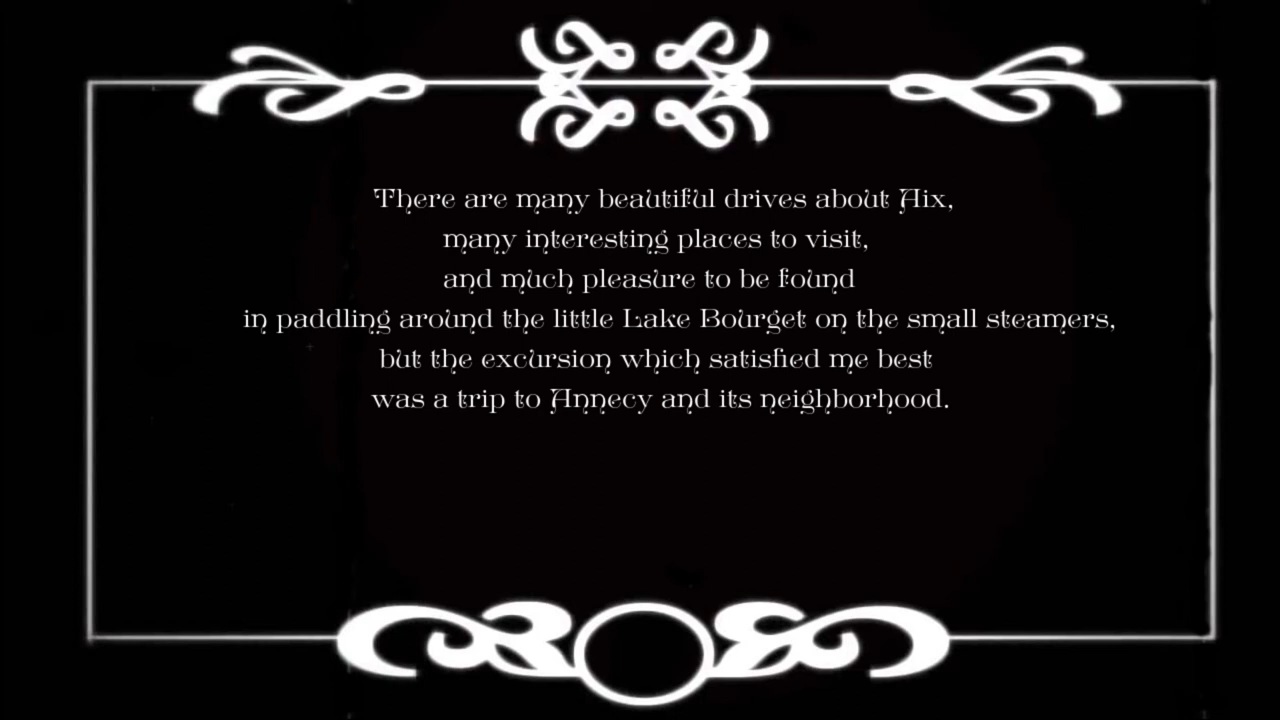 There are many beautiful drives about Aix,
many interesting places to visit,
and much pleasure to be found
in paddling around the little Lake Bourget on the small steamers,
but the excursion which satisfied me best
was a trip to Annecy and its neighborhood.